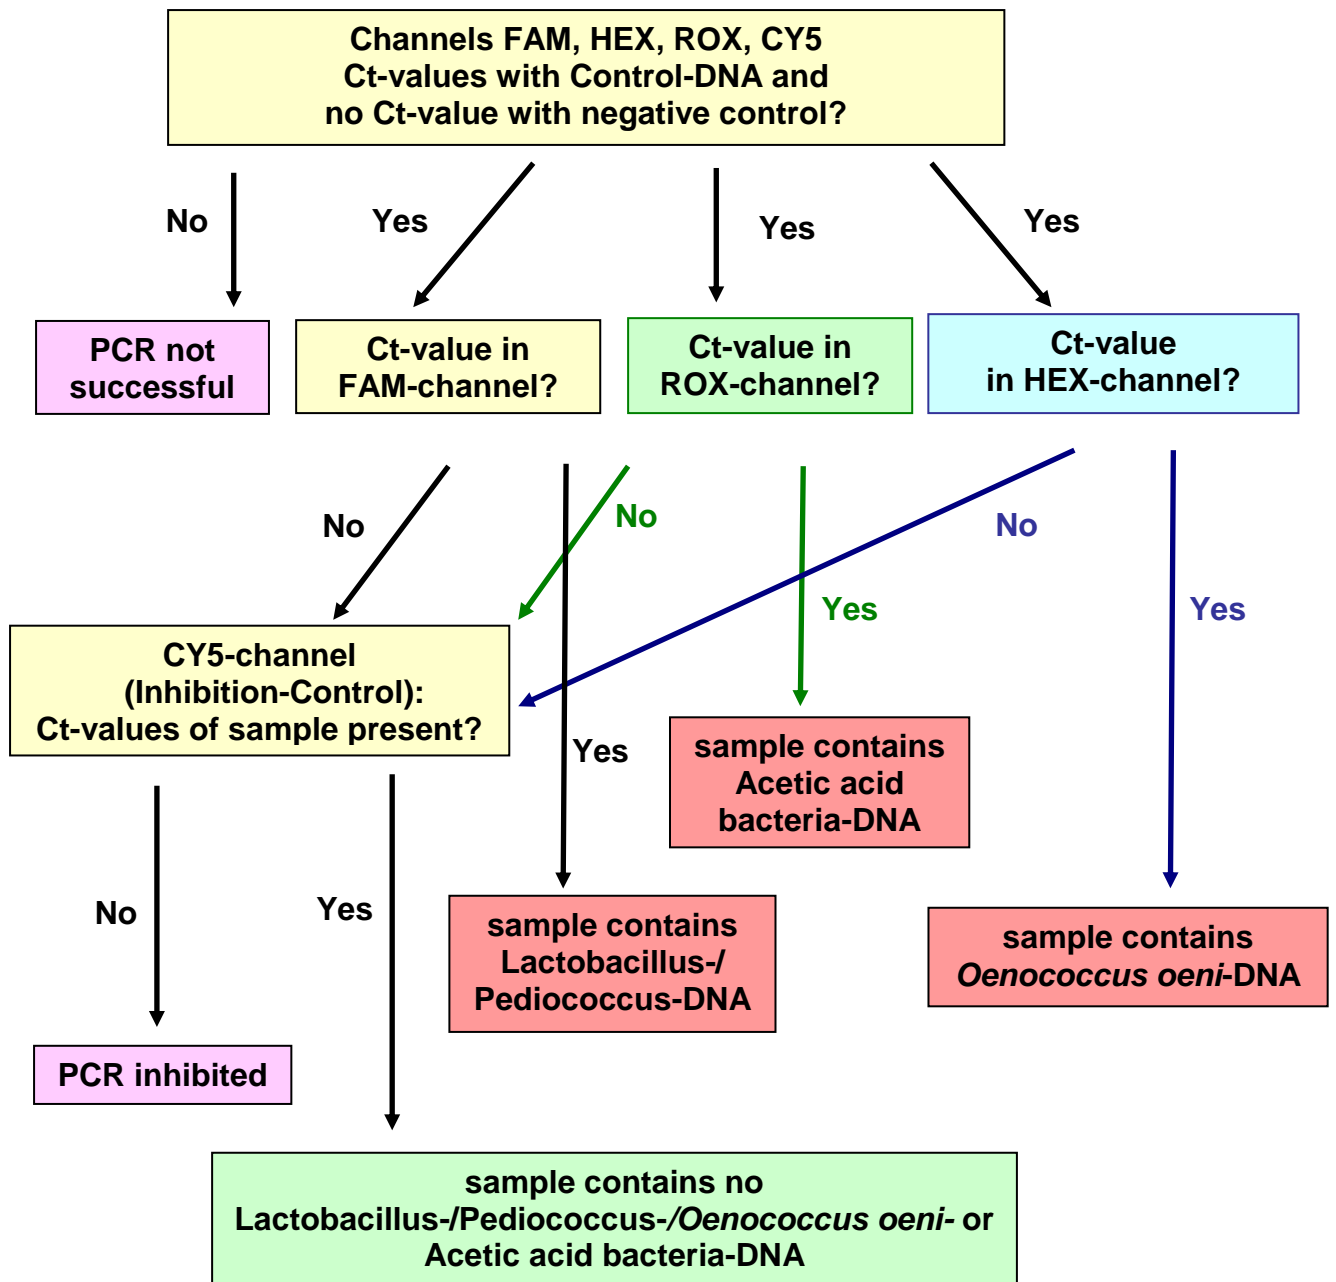 Channels FAM, HEX, ROX, CY5
Ct-values with Control-DNA and
no Ct-value with negative control?
No
Yes
Yes
Yes
PCR not
successful
Ct-value in
FAM-channel?
Ct-value in
ROX-channel?
Ct-value
in HEX-channel?
No
No
No
Yes
Yes
CY5-channel
(Inhibition-Control):
Ct-values of sample present?
Yes
sample contains
Acetic acid
bacteria-DNA
No
Yes
sample contains
Lactobacillus-/
Pediococcus-DNA
sample contains
Oenococcus oeni-DNA
PCR inhibited
sample contains no
Lactobacillus-/Pediococcus-/Oenococcus oeni- or
Acetic acid bacteria-DNA